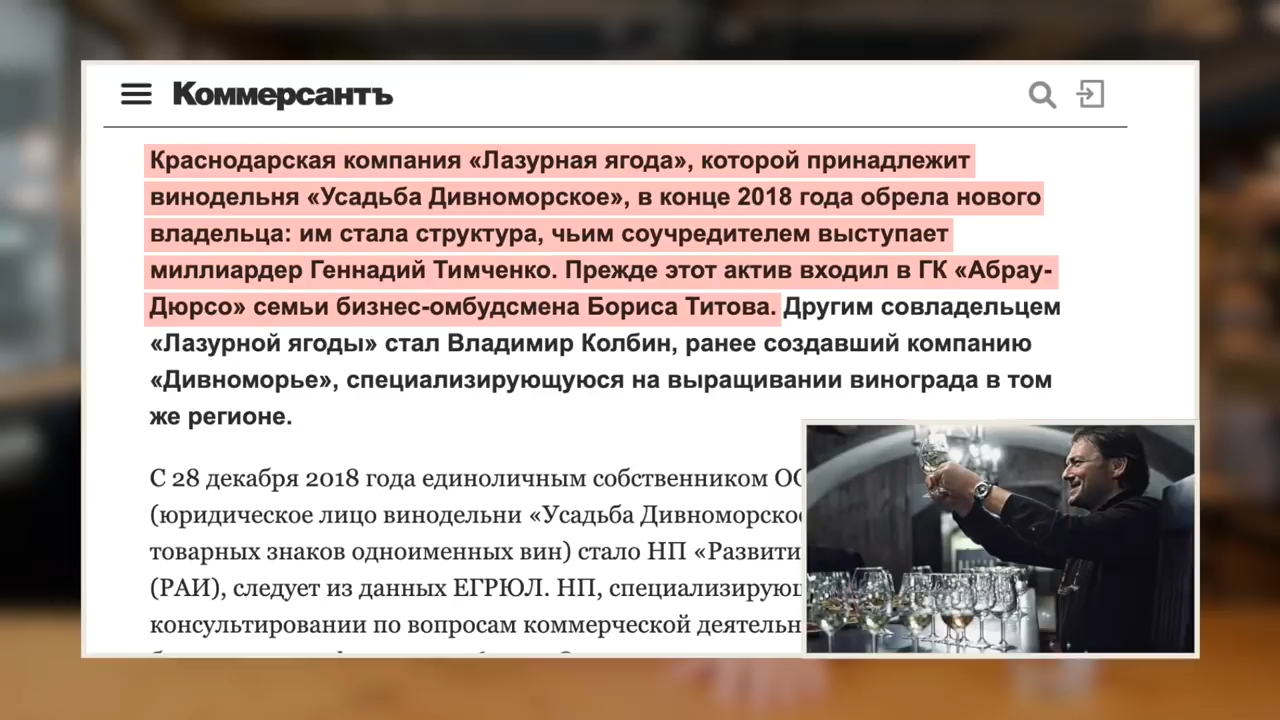 Коммерсантъ
Краснодарская компания «Лазурная ягода», которой принадлежит
винодельня «Усадьба Дивноморское», в конце 2018 года обрела нового
владельца: им стала структура, чьим соучредителем выступает
миллиардер Геннадий Тимченко. Прежде этот актив входил в ГК «Абрау-
Дюрсо» семьи бизнес-омбудсмена Бориса Титова. Другим совладельцем
«Лазурной ягоды» стал Владимир Колбин, ранее создавший компанию
«Дивноморье», специализирующуюся на выращивании винограда в том
же регионе.
С 28 декабря 2018 года единоличным собственником
(юридическое лицо винодельни «Усадьба
товарных знаков одноименных вин) стало НП
(РАИ), следует из данных ЕГРЮЛ. НП,
консультировании по вопросам коммерческой